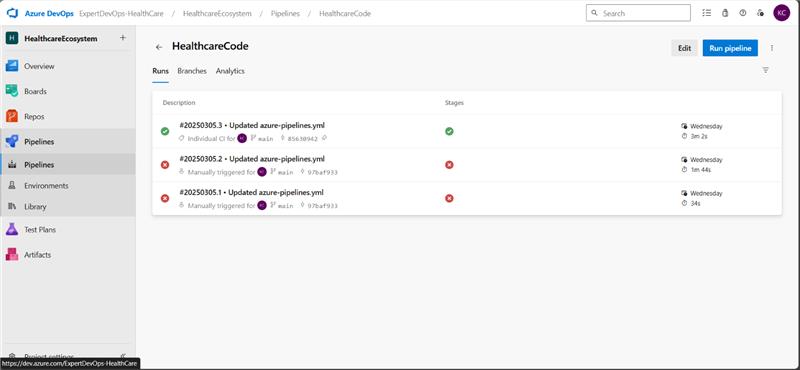 Azure DevOps ExpertDevOps-HealthCare / HealthcareEcosystem / Pipelines / HealthcareCode Search KC
H HealthcareEcosystem +
HealthcareCode
Edit Run pipeline
Overview
Runs Branches Analytics
Boards
Description Stages
Repos
#20250305.3 • Updated azure-pipelines.yml Wednesday
Pipelines
Individual CI for KC main 85630942 3m 2s
Pipelines
#20250305.2 • Updated azure-pipelines.yml Wednesday
Manually triggered for KC main 97baf933 1m 44s
Environments
#20250305.1 • Updated azure-pipelines.yml Wednesday
Library
Manually triggered for KC main 97baf933 34s
Test Plans
Artifacts
Project settings
https://dev.azure.com/ExpertDevOps-HealthCare